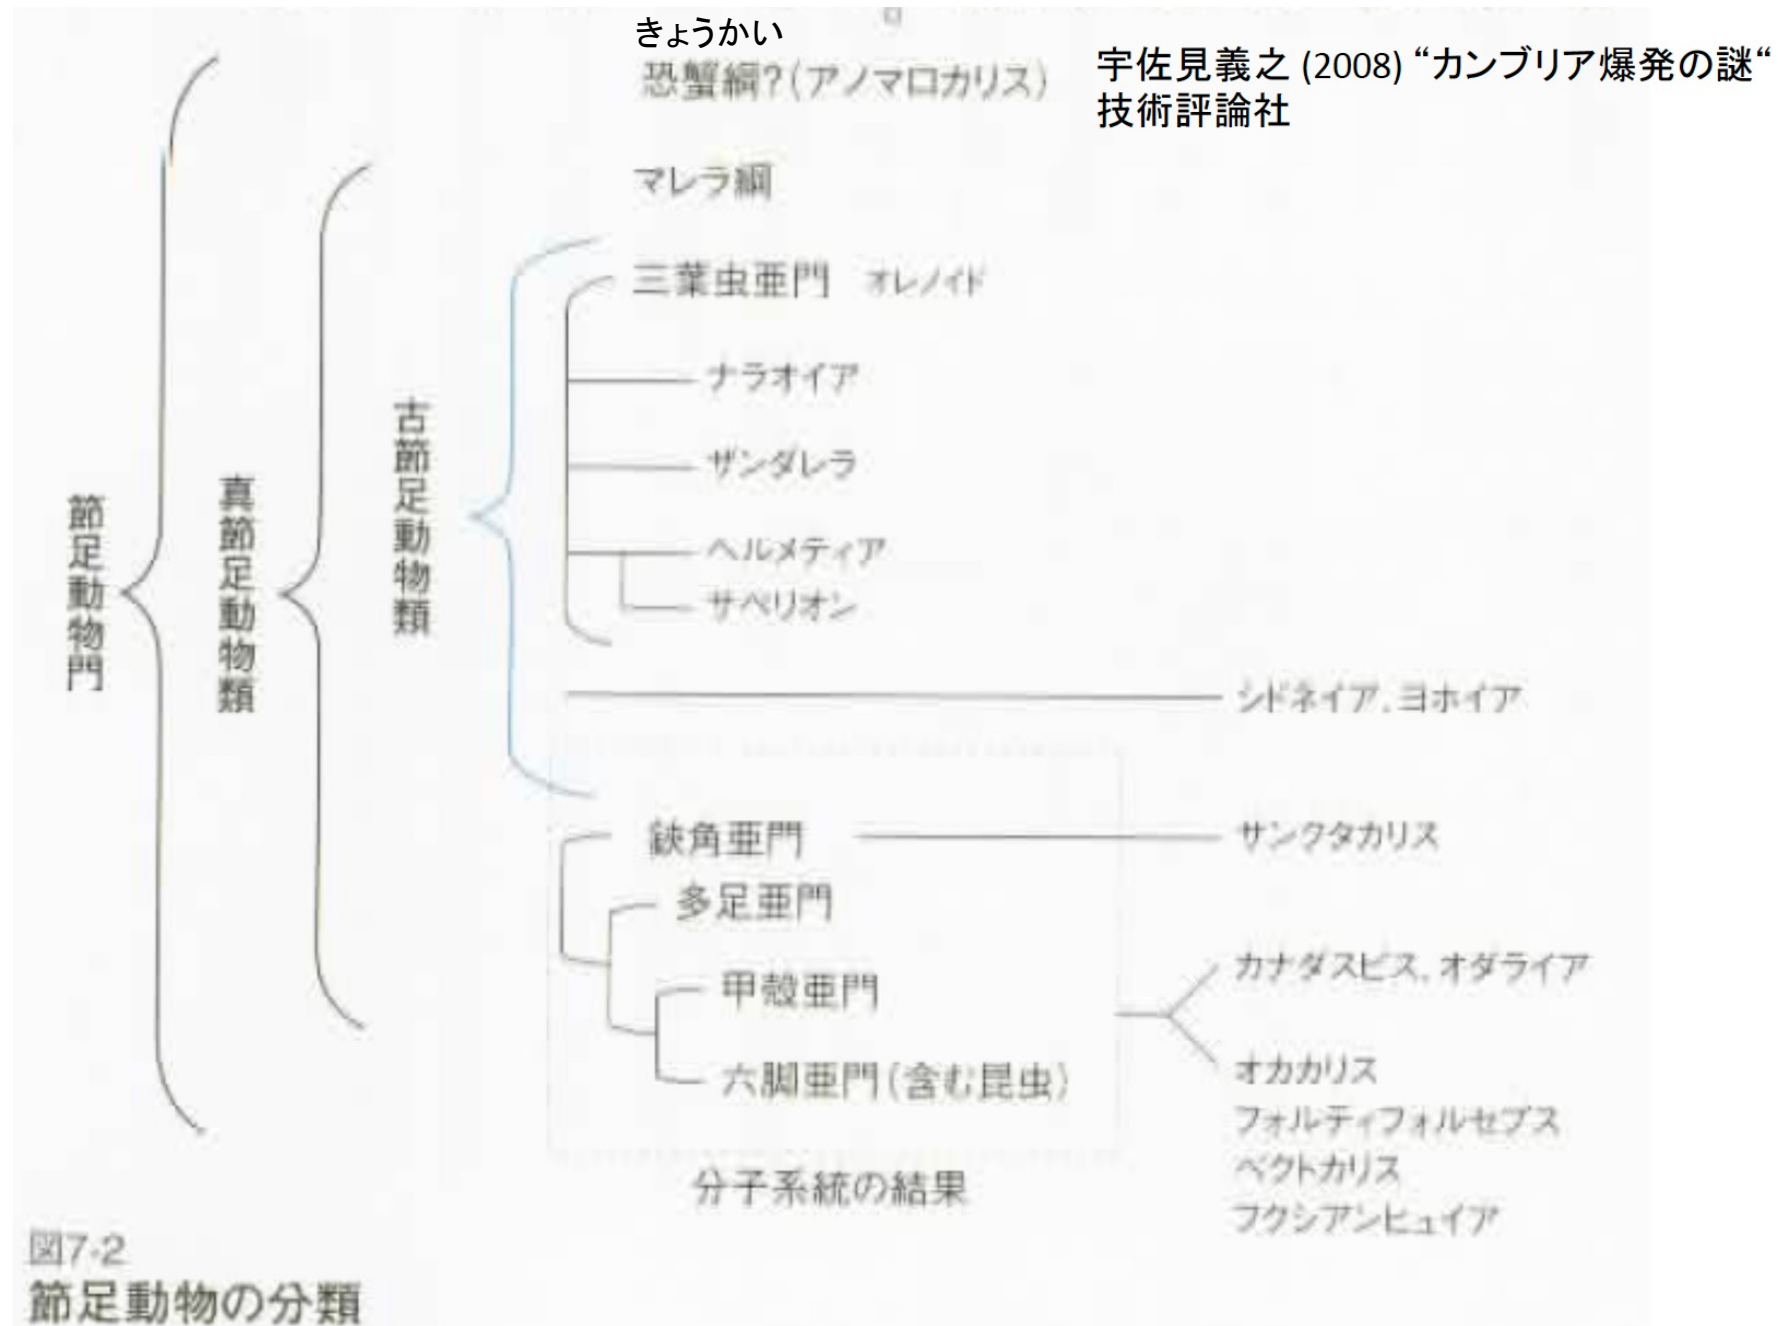 きょうかい
恐蟹綱?(アノマロカリス)
宇佐見義之 (2008) “カンブリア爆発の謎“
技術評論社
マレラ綱
三葉虫亜門 オレノイド
ナラオイア
ザンダレラ
ヘルメティア
サペリオン
節足動物門
真節足動物類
古節足動物類
シドネイア、ヨホイア
鋏角亜門
サンクタカリス
多足亜門
甲殻亜門
六脚亜門(含む昆虫)
カナダスピス、オダライア
オカカリス
フォルティフォルセプス
ペクトカリス
フクシアンヒュイア
分子系統の結果
図7-2
節足動物の分類